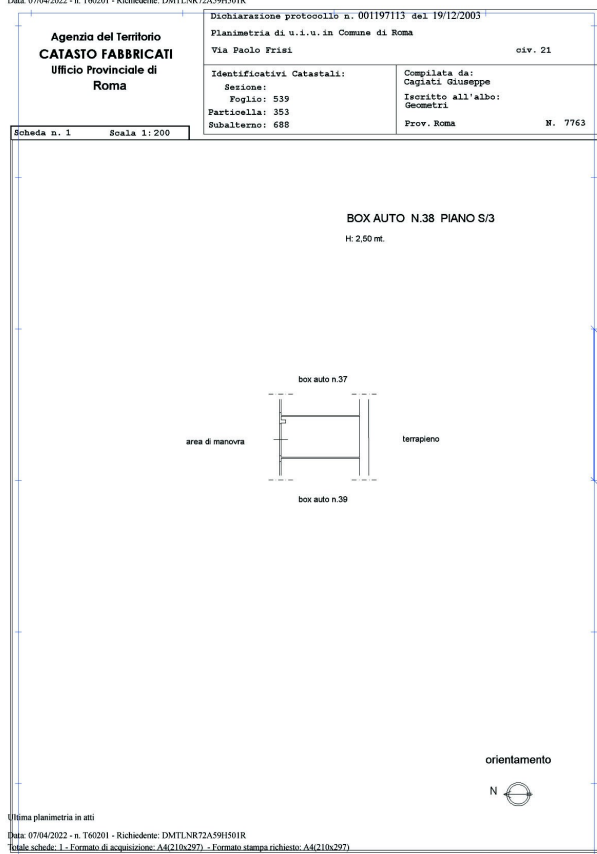 Data: 07/04/2022 - n. T60201 - Richiedente: DMTLNR72A59H501R
Agenzia del Territorio
CATASTO FABBRICATI
Ufficio Provinciale di
Roma
Dichiarazione protocollo n. 001197113 del 19/12/2003
Planimetria di u.i.u. in Comune di Roma
Via Paolo Frisi civ. 21
Identificativi Catastali:
Sezione:
Foglio: 539
Particella: 353
Subalterno: 688
Compilata da:
Cagiati Giuseppe
Iscritto all'albo:
Geometri
Prov. Roma N. 7763
Scheda n. 1 Scala 1:200
BOX AUTO N.38 PIANO S/3
H: 2,50 mt.
box auto n.37
area di manovra
terrapieno
box auto n.39
orientamento
N
Ultima planimetria in atti
Data: 07/04/2022 - n. T60201 - Richiedente: DMTLNR72A59H501R
Totale schede: 1 - Formato di acquisizione: A4(210x297) - Formato stampa richiesto: A4(210x297)